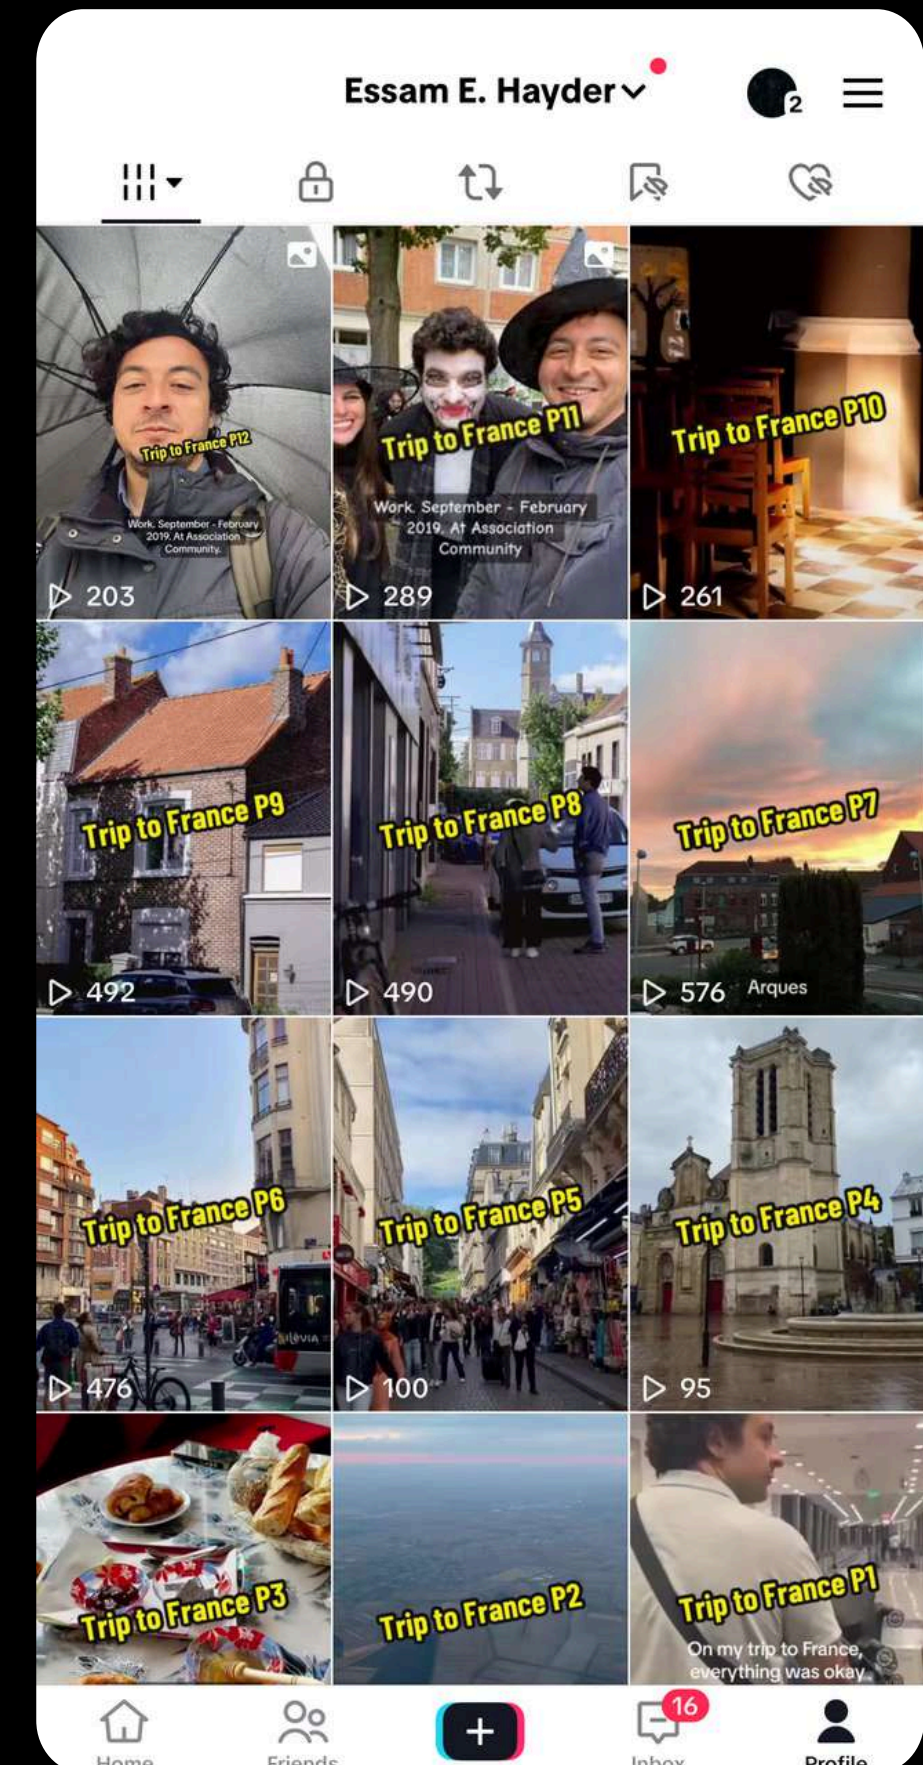 Essam E. Hayder
2
Trip to France P12
Work. September - February
2019. At Association
Community.
203
Trip to France P11
Work. September - February
2019. At Association
Community
289
Trip to France P10
261
Trip to France P9
492
Trip to France P8
490
Trip to France P7
576
Arques
Trip to France P6
ilévia
476
Trip to France P5
100
Trip to France P4
95
Trip to France P3
Trip to France P2
Trip to France P1
On my trip to France,
everything was okay
16
Home
Friends
Inbox
Profile